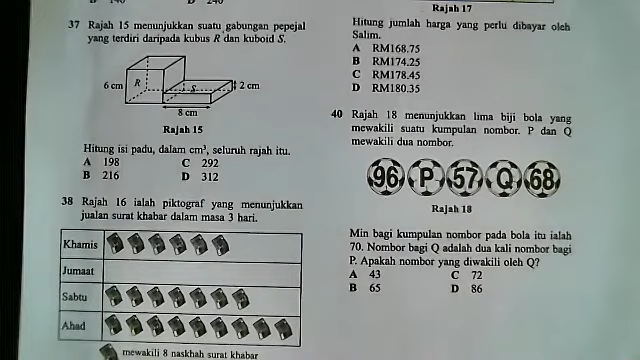 37 Rajah 15 menunjukkan suatu gabungan pepejal
yang terdiri daripada kubus R dan kuboid S.
R
S
6 cm
2 cm
8 cm
Rajah 15
Hitung isi padu, dalam cm³, seluruh rajah itu.
A 198 C 292
B 216 D 312
38 Rajah 16 ialah piktograf yang menunjukkan
jualan surat khabar dalam masa 3 hari.
Khamis
Jumaat
Sabtu
Ahad
mewakili 8 naskhah surat khabar
Rajah 17
Hitung jumlah harga yang perlu dibayar oleh
Salim.
A RM168.75
B RM174.25
C RM178.45
D RM180.35
40 Rajah 18 menunjukkan lima biji bola yang
mewakili suatu kumpulan nombor. P dan Q
mewakili dua nombor.
96 P 57 Q 68
Rajah 18
Min bagi kumpulan nombor pada bola itu ialah
70. Nombor bagi Q adalah dua kali nombor bagi
P. Apakah nombor yang diwakili oleh Q?
A 43 C 72
B 65 D 86